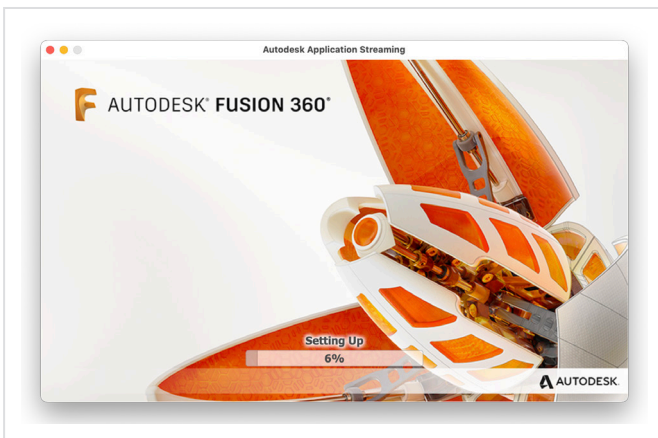 Autodesk Application Streaming
AUTODESK® FUSION 360®
Setting Up
6%
AUTODESK.